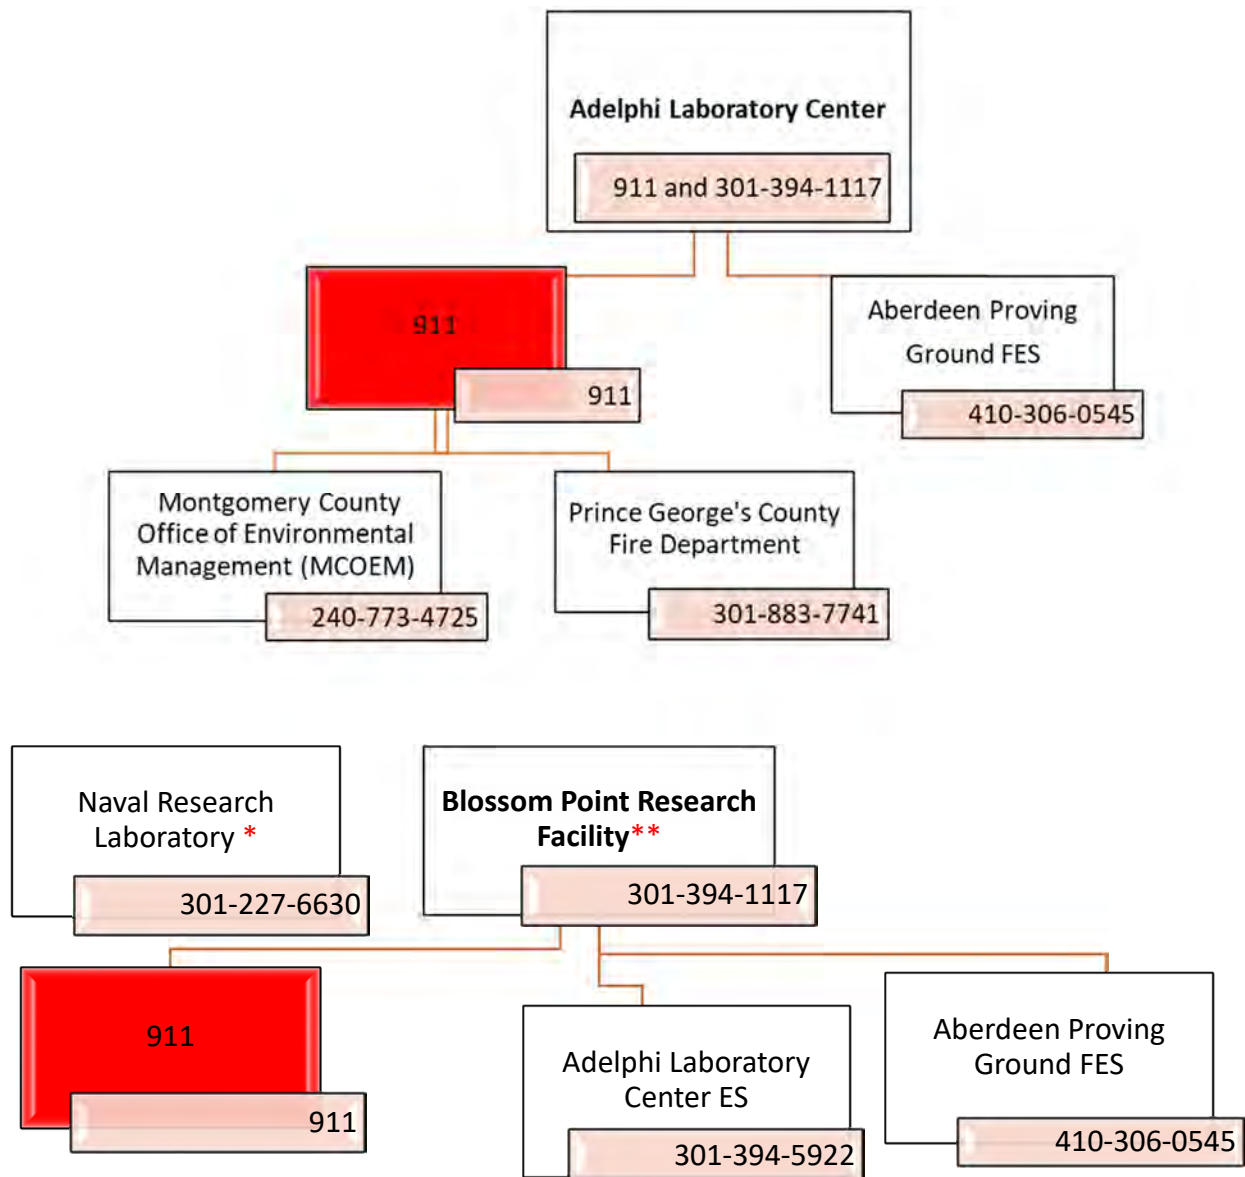 Adelphi Laboratory Center
911 and 301-394-1117
911
911
Aberdeen Proving
Ground FES
410-306-0545
Montgomery County
Office of Environmental
Management (MCOEM)
240-773-4725
Prince George's County
Fire Department
301-883-7741
Naval Research
Laboratory *
301-227-6630
Blossom Point Research
Facility**
301-394-1117
911
911
Adelphi Laboratory
Center ES
301-394-5922
Aberdeen Proving
Ground FES
410-306-0545